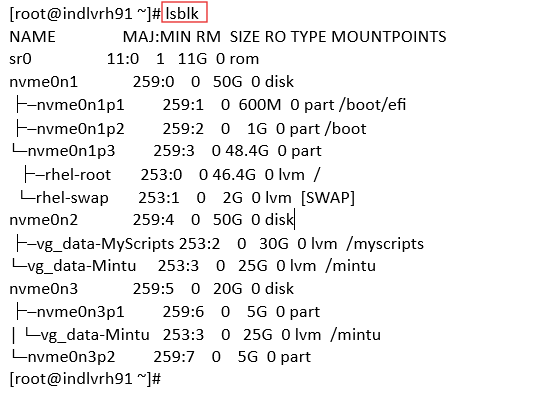 [root@indlvrh91 ~]# lsblk
NAME MAJ:MIN RM SIZE RO TYPE MOUNTPOINTS
sr0 11:0 1 11G 0 rom
nvme0n1 259:0 0 50G 0 disk
├─nvme0n1p1 259:1 0 600M 0 part /boot/efi
├─nvme0n1p2 259:2 0 1G 0 part /boot
└─nvme0n1p3 259:3 0 48.4G 0 part
├─rhel-root 253:0 0 46.4G 0 lvm /
└─rhel-swap 253:1 0 2G 0 lvm [SWAP]
nvme0n2 259:4 0 50G 0 disk
├─vg_data-MyScripts 253:2 0 30G 0 lvm /myscripts
└─vg_data-Mintu 253:3 0 25G 0 lvm /mintu
nvme0n3 259:5 0 20G 0 disk
├─nvme0n3p1 259:6 0 5G 0 part
│ └─vg_data-Mintu 253:3 0 25G 0 lvm /mintu
└─nvme0n3p2 259:7 0 5G 0 part
[root@indlvrh91 ~]#